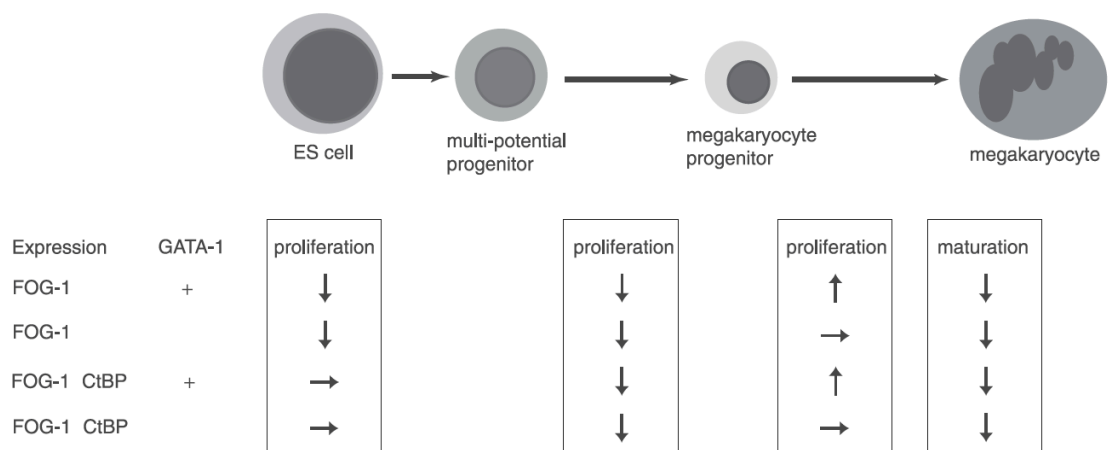 ES cell
multi-potential
progenitor
megakaryocyte
progenitor
megakaryocyte
Expression GATA-1 proliferation proliferation proliferation maturation
FOG-1 +
FOG-1
FOG-1 CtBP +
FOG-1 CtBP